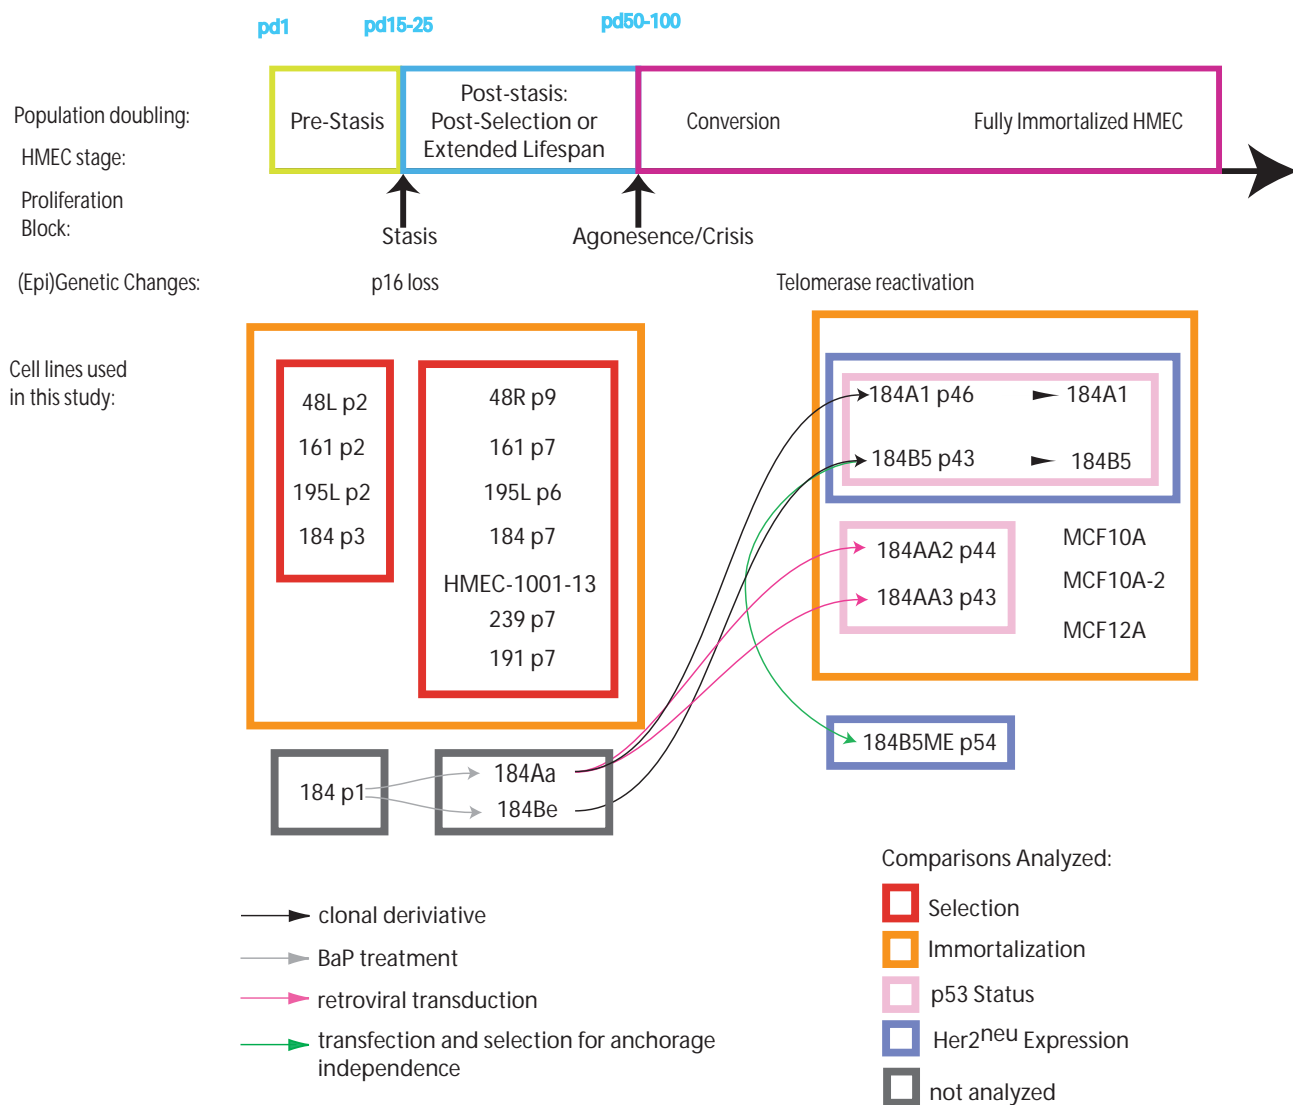 pd1
pd15-25
pd50-100
Population doubling:
HMEC stage:
Proliferation
Block:
Pre-Stasis
Post-stasis:
Post-Selection or
Extended Lifespan
Conversion
Fully Immortalized HMEC
Stasis
Agonesence/Crisis
(Epi)Genetic Changes:
p16 loss
Telomerase reactivation
Cell lines used
in this study:
48L p2
161 p2
195L p2
184 p3
48R p9
161 p7
195L p6
184 p7
HMEC-1001-13
239 p7
191 p7
184A1 p46
184A1
184B5 p43
184B5
184AA2 p44
184AA3 p43
MCF10A
MCF10A-2
MCF12A
184B5ME p54
184 p1
184Aa
184Be
clonal deriviative
BaP treatment
retroviral transduction
transfection and selection for anchorage
independence
Comparisons Analyzed:
Selection
Immortalization
p53 Status
Her2neu Expression
not analyzed